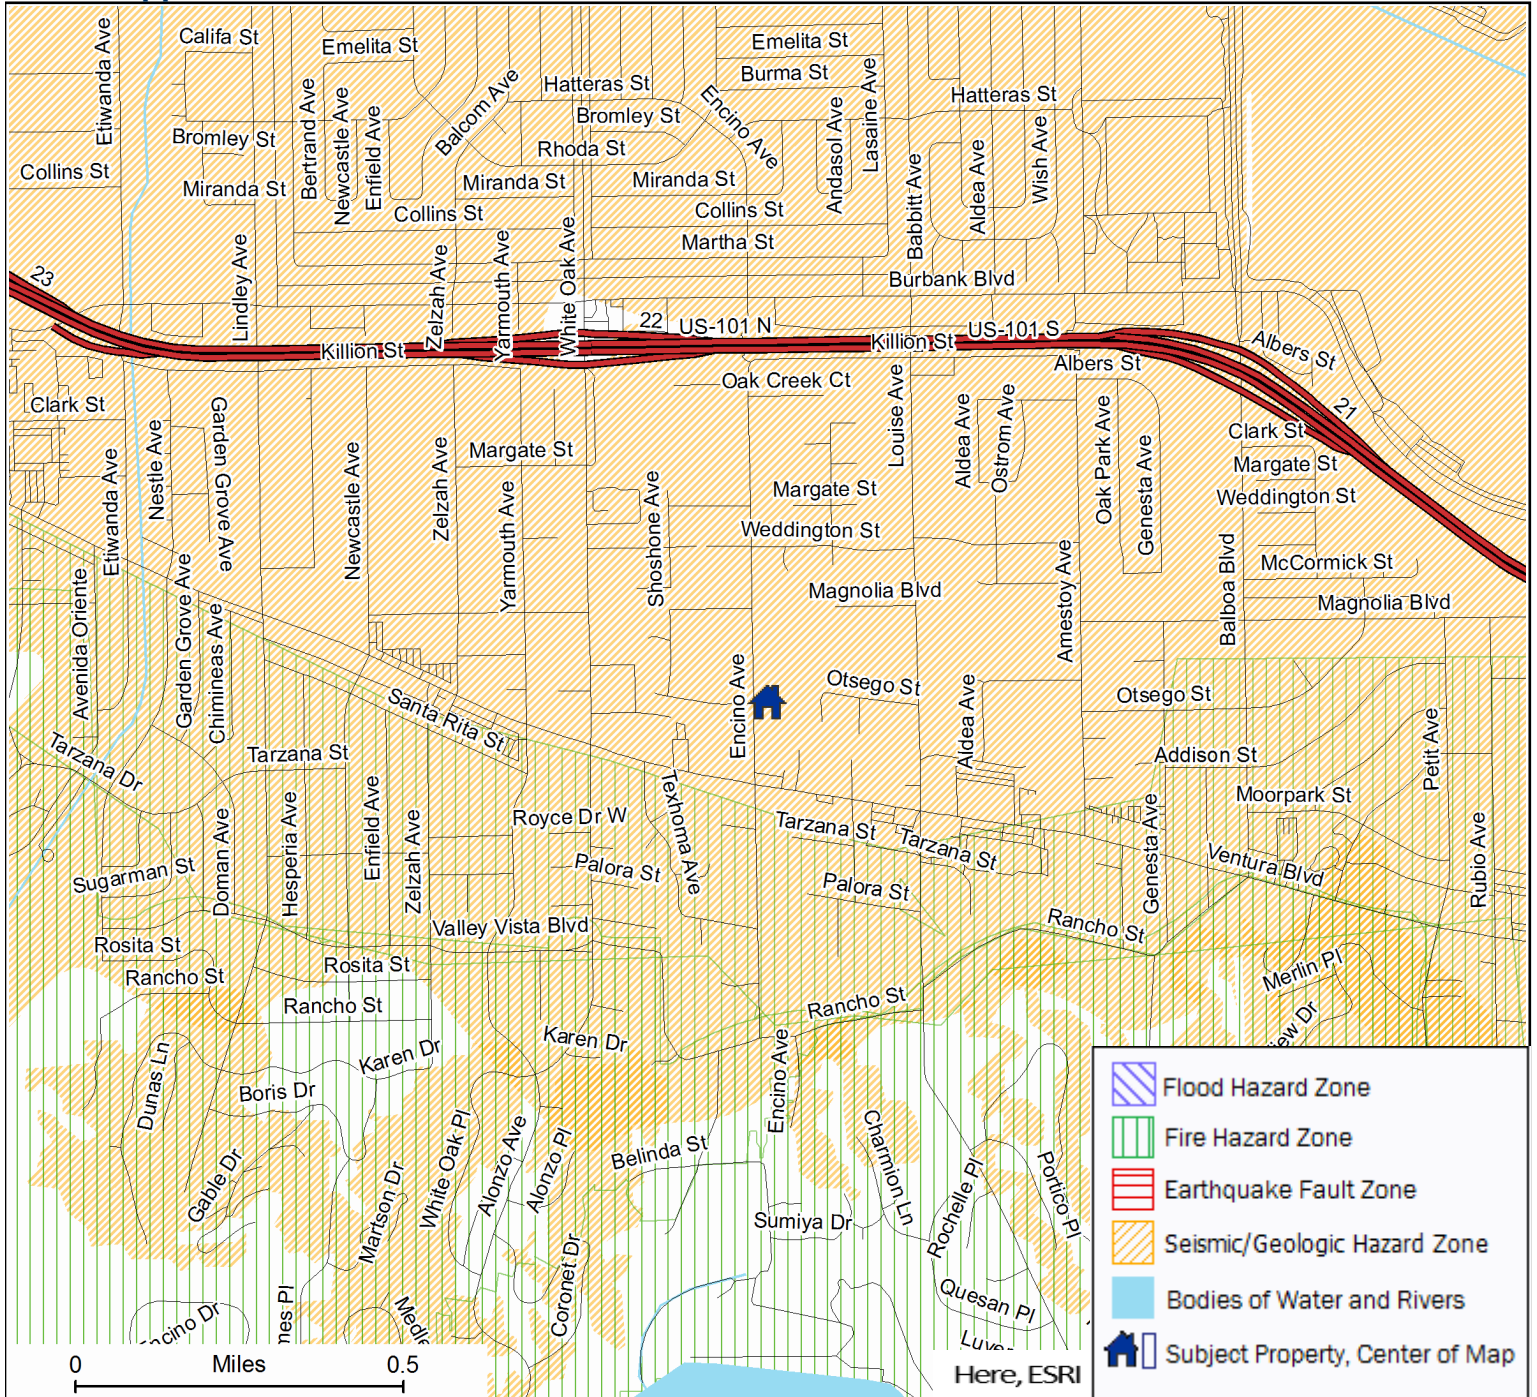 Etiwanda Ave
Califa St
Emelita St
Emelita St
Burma St
Hatteras St
Hatteras St
Bertrand Ave
Newcastle Ave
Enfield Ave
Balcom Ave
Bromley St
Encino Ave
Andasol Ave
Lasaine Ave
Bromley St
Rhoda St
Collins St
Miranda St
Miranda St
Miranda St
Babbitt Ave
Aldea Ave
Wish Ave
Collins St
Collins St
Martha St
Lindley Ave
Zelzah Ave
Yarmouth Ave
White Oak Ave
Burbank Blvd
23
22
US-101 N
US-101 S
Killion St
Killion St
Albers St
Albers St
21
Oak Creek Ct
Clark St
Nestle Ave
Garden Grove Ave
Etiwanda Ave
Newcastle Ave
Zelzah Ave
Margate St
Yarmouth Ave
Shoshone Ave
Louise Ave
Aldea Ave
Ostrom Ave
Oak Park Ave
Genesta Ave
Clark St
Margate St
Weddington St
Margate St
Weddington St
Magnolia Blvd
Amestoy Ave
Balboa Blvd
McCormick St
Magnolia Blvd
Avenida Oriente
Garden Grove Ave
Chimineas Ave
Santa Rita St
Encino Ave
Otsego St
Aldea Ave
Otsego St
Petit Ave
Tarzana Dr
Tarzana St
Addison St
Moorpark St
Doman Ave
Hesperia Ave
Enfield Ave
Zelzah Ave
Royce Dr W
Texhoma Ave
Tarzana St
Tarzana St
Genesta Ave
Ventura Blvd
Rubio Ave
Sugarman St
Palora St
Palora St
Valley Vista Blvd
Rancho St
Rosita St
Rancho St
Rosita St
Rancho St
Rancho St
Merlin Pl
iew Dr
Karen Dr
Karen Dr
Dunas Ln
Boris Dr
Encino Ave
Gable Dr
Martson Dr
White Oak Pl
Alonzo Ave
Alonzo Pl
Belinda St
Charmion Ln
Rochelle Pl
Portico Pl
Sumiya Dr
Coronet Dr
Quesan Pl
ncino Dr
nes Pl
Medle
Luver
0 Miles 0.5
Here, ESRI
Flood Hazard Zone
Fire Hazard Zone
Earthquake Fault Zone
Seismic/Geologic Hazard Zone
Bodies of Water and Rivers
Subject Property, Center of Map